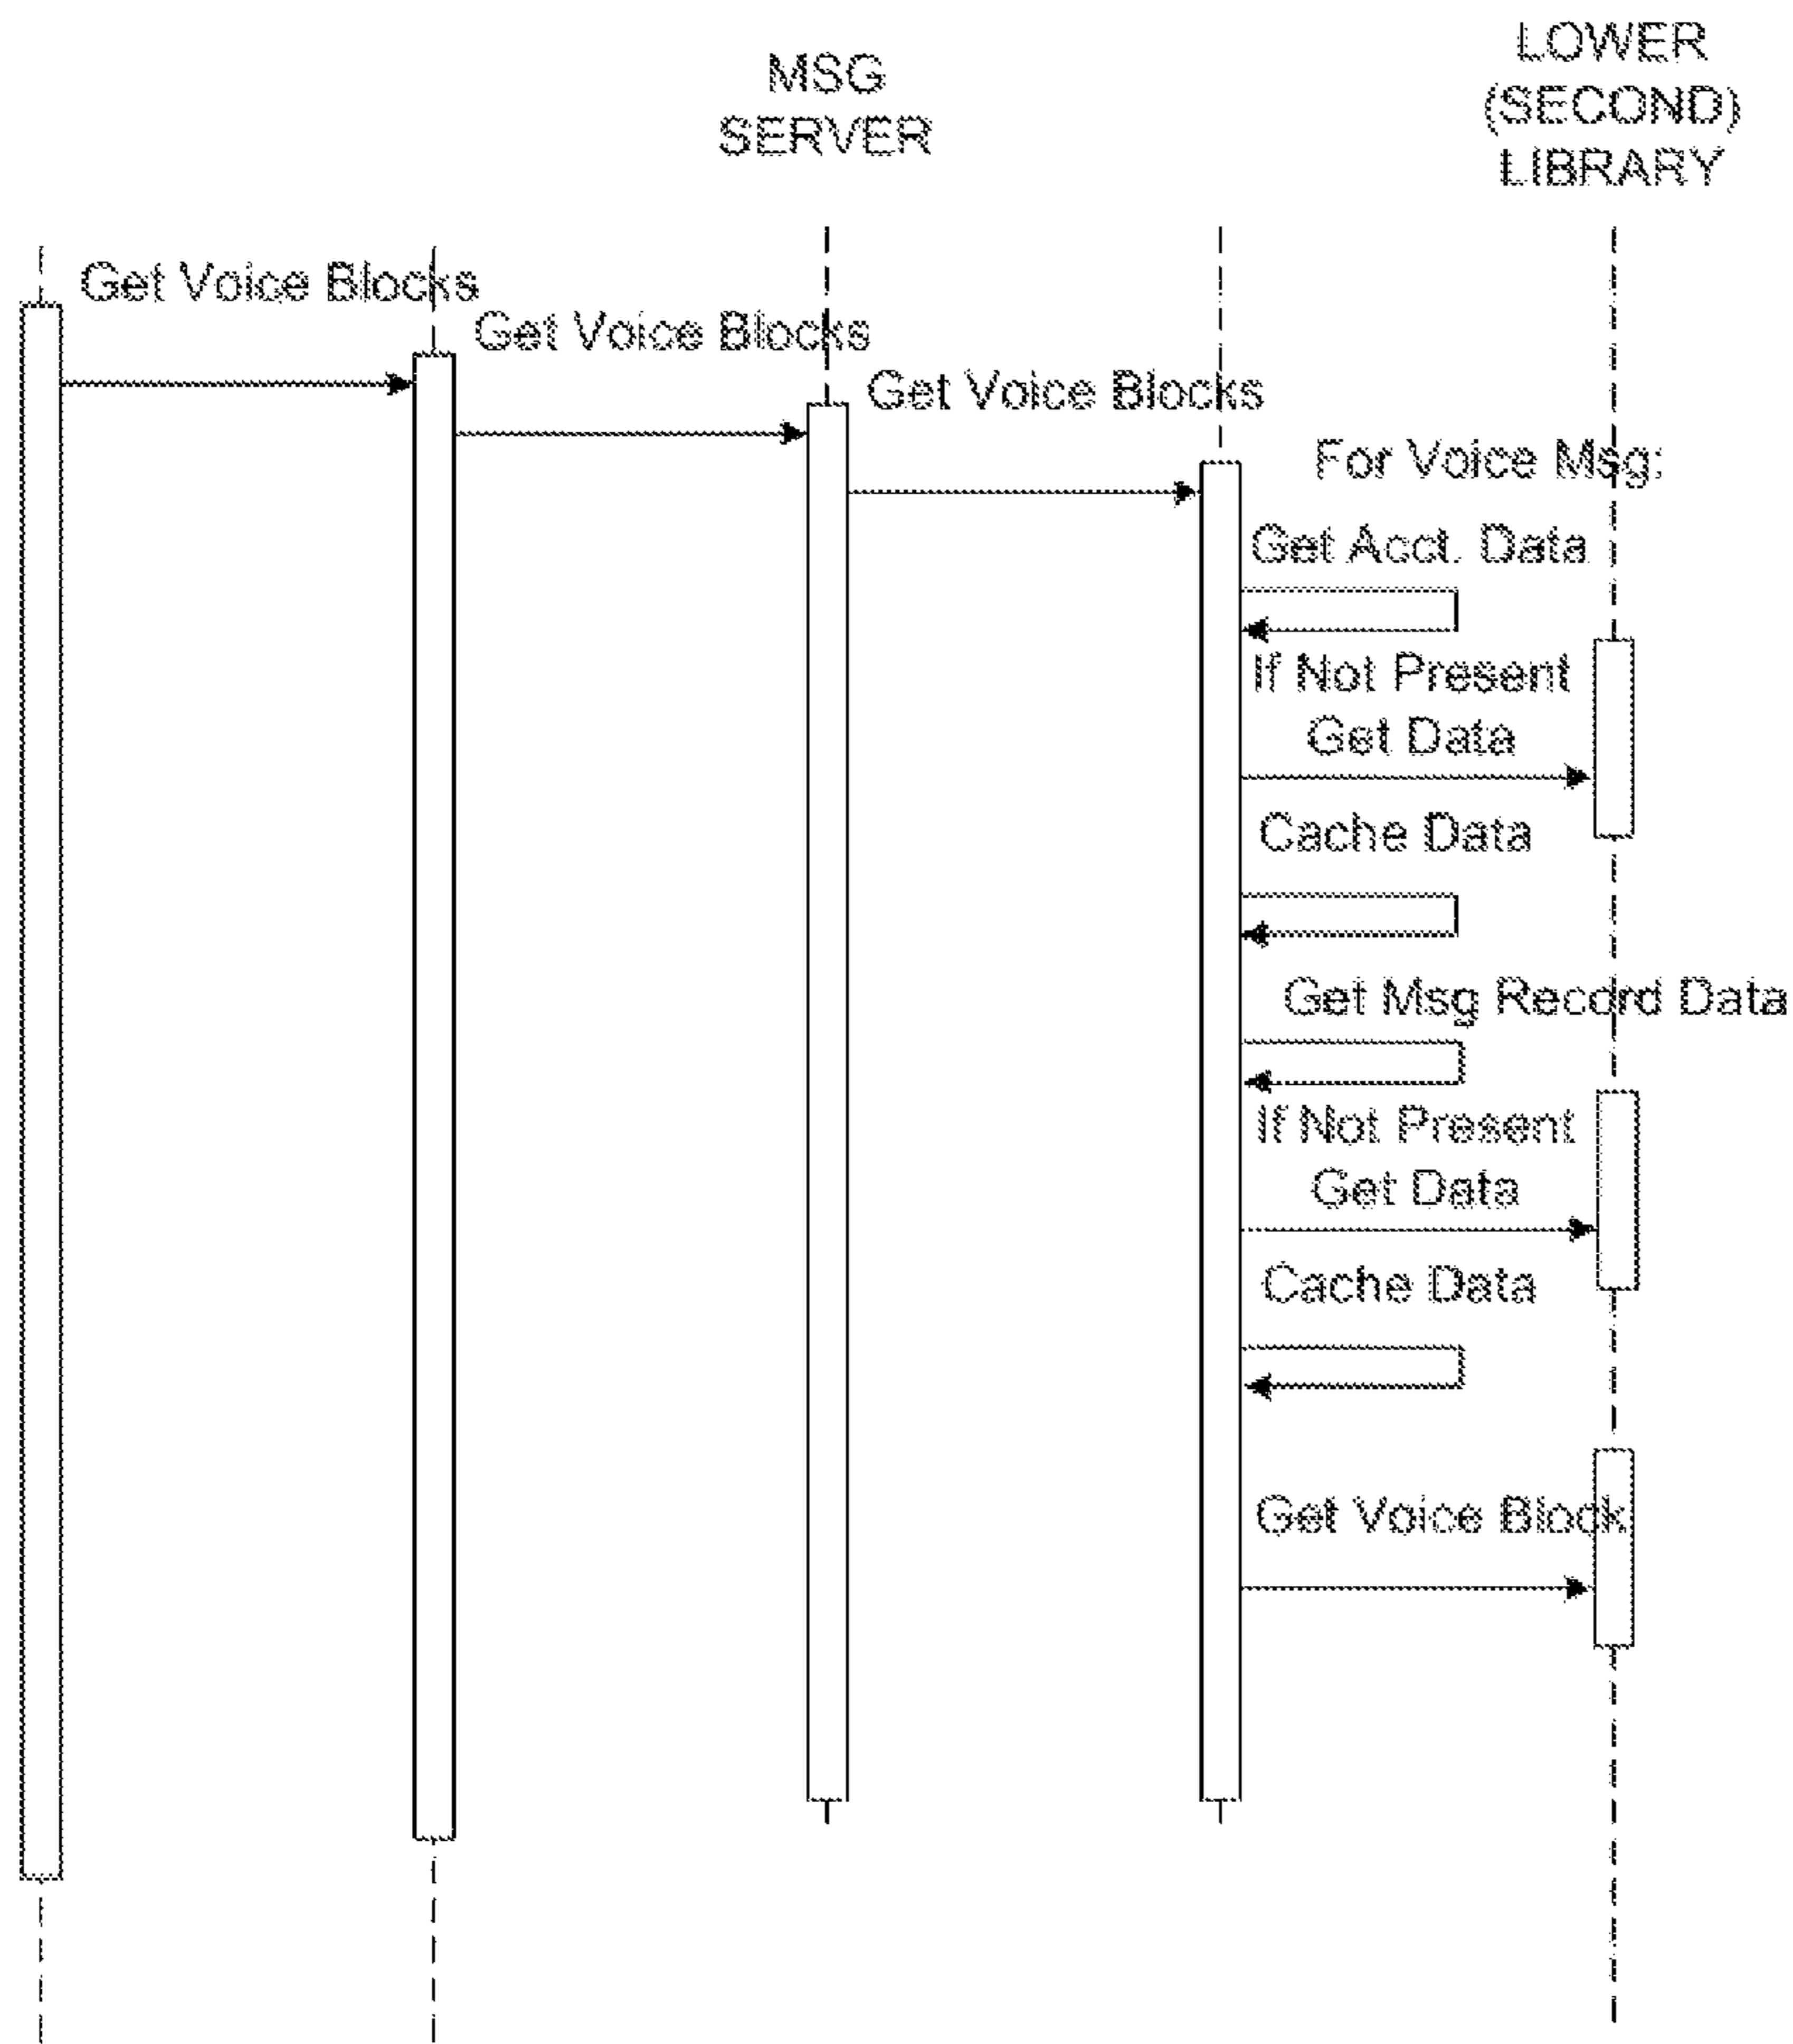 MSG
SERVER
LOWER
(SECOND)
LIBRARY
Get Voice Blocks
Get Voice Blocks
Get Voice Blocks
For Voice Msg:
Get Acct. Data
If Not Present
Get Data
Cache Data
Get Msg Record Data
If Not Present
Get Data
Cache Data
Get Voice Block